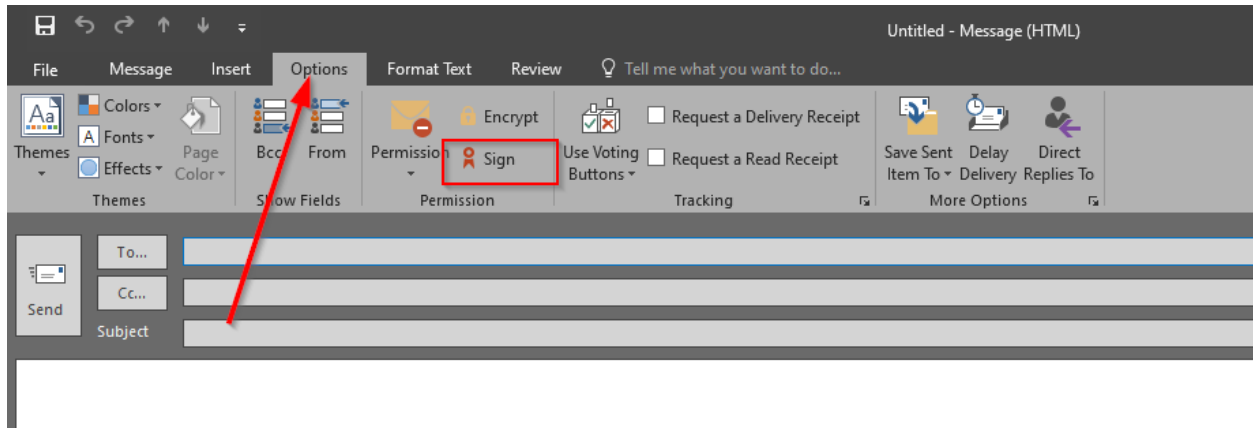 Untitled - Message (HTML)
File Message Insert Options Format Text Review Tell me what you want to do...
Aa
Themes
Colors
A Fonts
Effects
Page
Color
Themes
Bcc From
Show Fields
Permission
Encrypt
Sign
Permission
Use Voting
Buttons
Request a Delivery Receipt
Request a Read Receipt
Tracking
Save Sent
Item To
Delay
Delivery
Direct
Replies To
More Options
Send
To...
Cc...
Subject